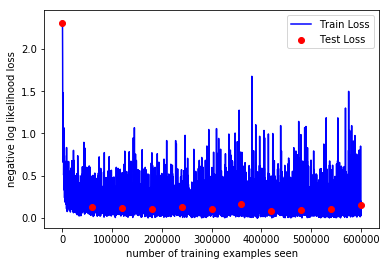 Train Loss
Test Loss
negative log likelihood loss
2.0
1.5
1.0
0.5
0.0
0 100000 200000 300000 400000 500000 600000
number of training examples seen